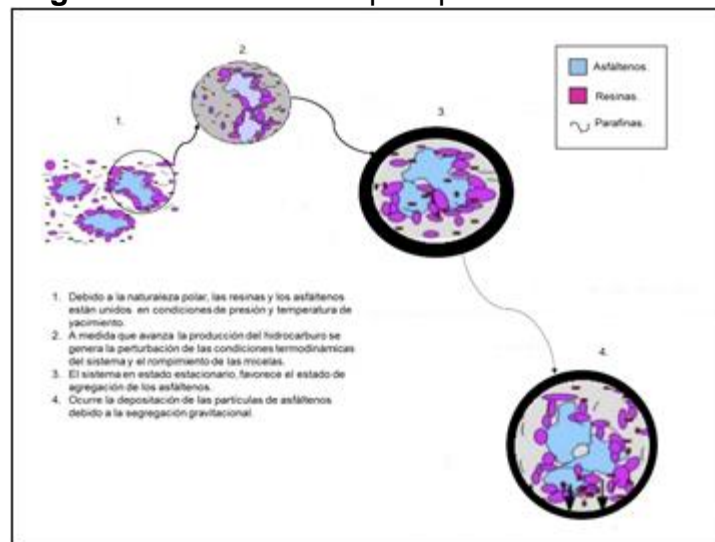 2.
Asfáltenos.
Resinas.
Parafinas.
1.
3.
1. Debido a la naturaleza polar, las resinas y los asfáltenos
están unidos en condiciones de presión y temperatura de
yacimiento.
2. A medida que avanza la producción del hidrocarburo se
genera la perturbación de las condiciones termodinámicas
del sistema y el rompimiento de las micelas.
3. El sistema en estado estacionario, favorece el estado de
agregación de los asfáltenos.
4. Ocurre la depositación de las partículas de asfáltenos
debido a la segregación gravitacional.
4.